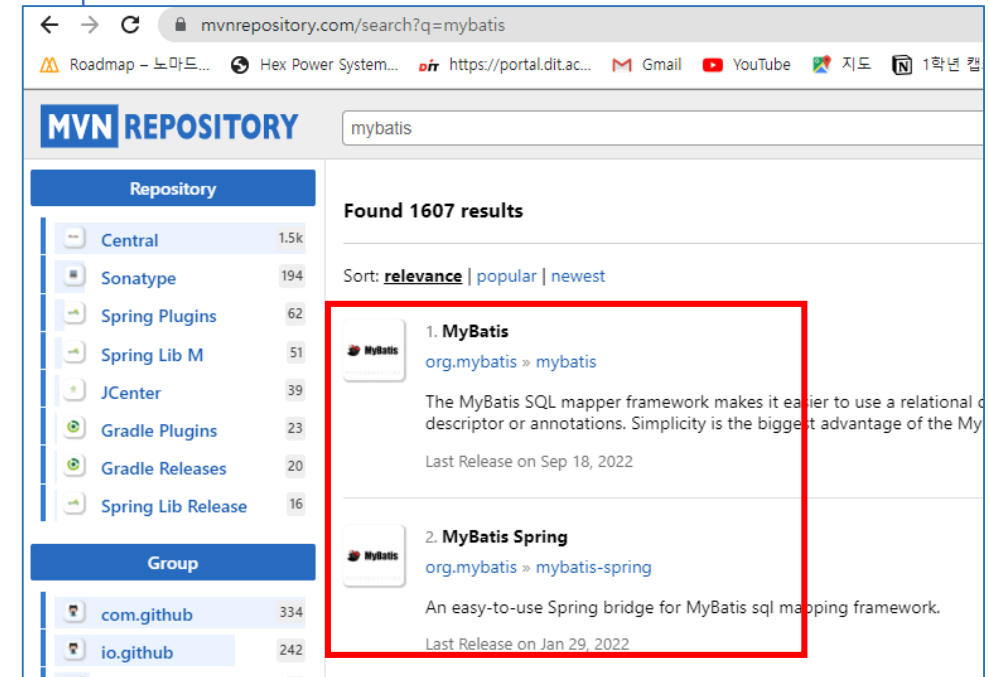 mvnrepository.com/search?q=mybatis
Roadmap – 노마드... Hex Power System... DIT https://portal.dit.ac... Gmail YouTube 지도 1학년 캡
MVN REPOSITORY
mybatis
Repository
Central 1.5k
Sonatype 194
Spring Plugins 62
Spring Lib M 51
JCenter 39
Gradle Plugins 23
Gradle Releases 20
Spring Lib Release 16
Group
com.github 334
io.github 242
Found 1607 results
Sort: relevance | popular | newest
1. MyBatis
MyBatis
org.mybatis » mybatis
The MyBatis SQL mapper framework makes it easier to use a relational
descriptor or annotations. Simplicity is the biggest advantage of the My
Last Release on Sep 18, 2022
2. MyBatis Spring
MyBatis
org.mybatis » mybatis-spring
An easy-to-use Spring bridge for MyBatis sql mapping framework.
Last Release on Jan 29, 2022